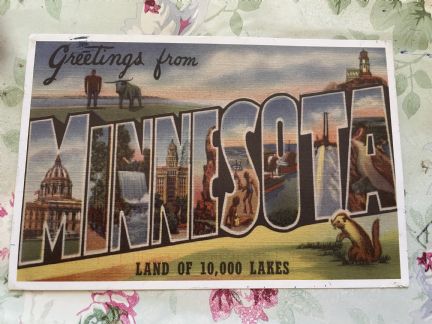 Greetings from
MINNESOTA
LAND OF 10,000 LAKES